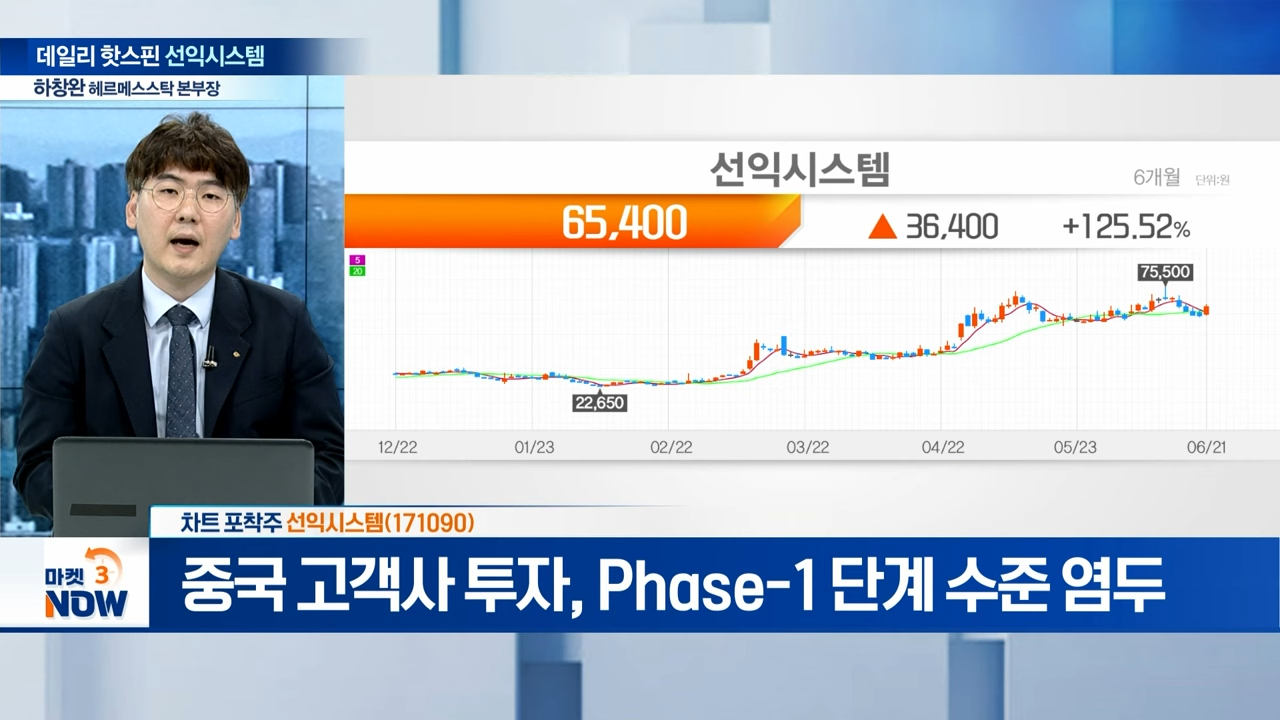 데일리 핫스핀 선익시스템
하창완 헤르메스스탁 본부장
선익시스템
6개월 단위:원
65,400 ▲ 36,400 +125.52%
5
20
75,500
22,650
12/22 01/23 02/22 03/22 04/22 05/23 06/21
차트 포착주 선익시스템(171090)
마켓 3
NOW
중국 고객사 투자, Phase-1 단계 수준 염두